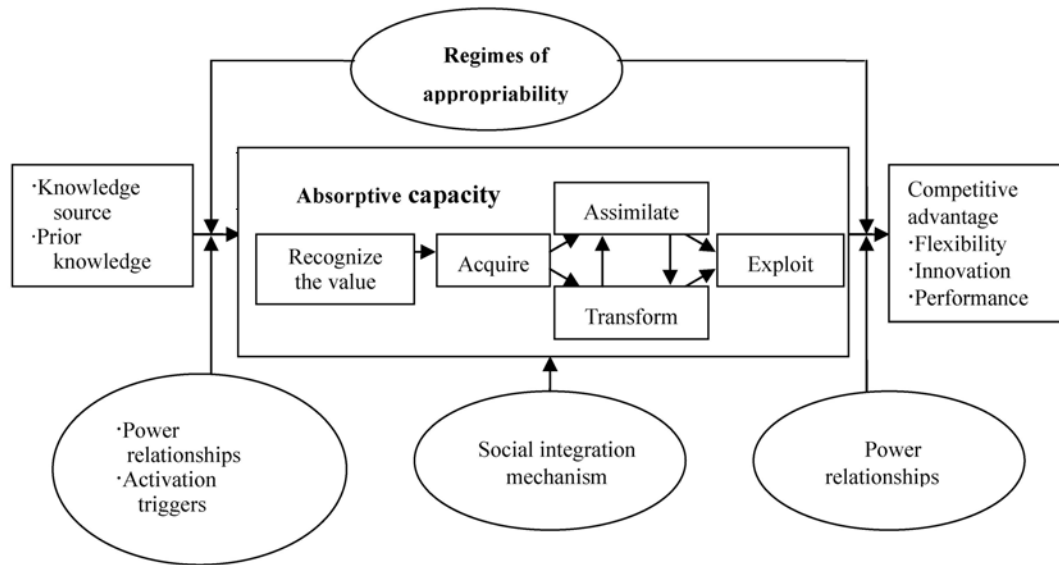 Regimes of
appropriability
·Knowledge
source
·Prior
knowledge
Absorptive capacity
Recognize
the value
Acquire
Assimilate
Transform
Exploit
Competitive
advantage
·Flexibility
·Innovation
·Performance
·Power
relationships
·Activation
triggers
Social integration
mechanism
Power
relationships